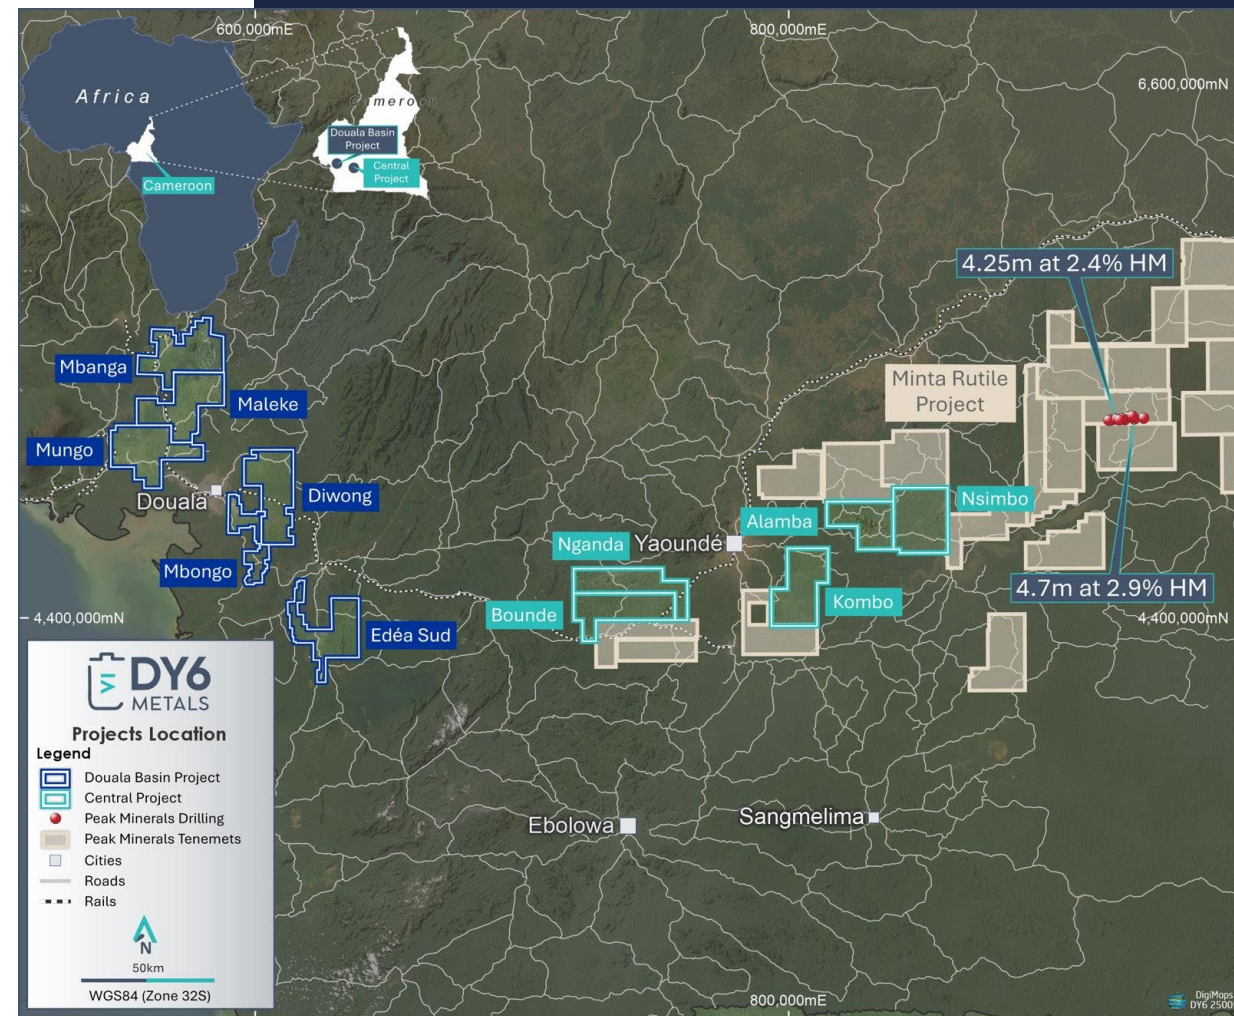 600,000mE
800,000mE
6,600,000mN
Africa
Cameroon
Cameroon
Douala Basin
Project
Central
Project
4.25m at 2.4% HM
Mbanga
Maleke
Minta Rutile
Project
Mungo
Diwong
Douala
Nsimbo
Alamba
Nganda
Yaoundé
Mbongo
4.7m at 2.9% HM
Bounde
Kombo
4,400,000mN
4,400,000mN
Edéa Sud
DY6
METALS
Projects Location
Legend
Douala Basin Project
Central Project
Peak Minerals Drilling
Peak Minerals Tenemets
Cities
Roads
Rails
N
50km
WGS84 (Zone 32S)
Ebolowa
Sangmelima
800,000mE
DigiMaps
DY6 2500